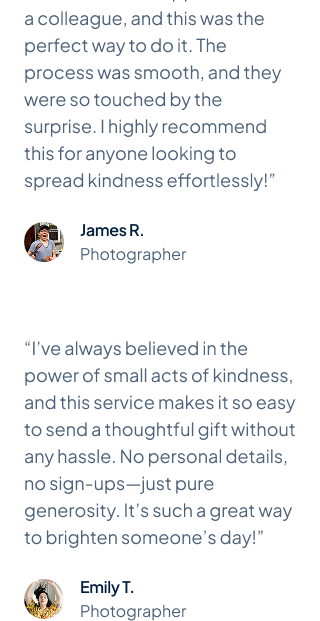 a colleague, and this was the
perfect way to do it. The
process was smooth, and they
were so touched by the
surprise. I highly recommend
this for anyone looking to
spread kindness effortlessly!”
James R.
Photographer
“I’ve always believed in the
power of small acts of kindness,
and this service makes it so easy
to send a thoughtful gift without
any hassle. No personal details,
no sign-ups—just pure
generosity. It’s such a great way
to brighten someone’s day!”
Emily T.
Photographer